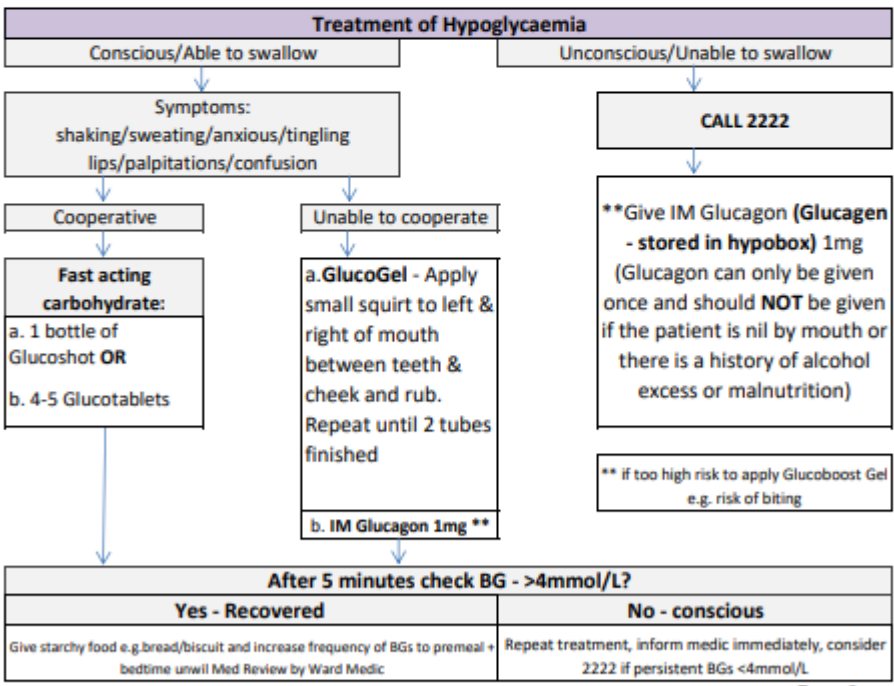 Treatment of Hypoglycaemia
Conscious/Able to swallow
Unconscious/Unable to swallow
Symptoms:
shaking/sweating/anxious/tingling
lips/palpitations/confusion
CALL 2222
Cooperative
Unable to cooperate
Fast acting
carbohydrate:
a. 1 bottle of
Glucoshot OR
b. 4-5 Glucotablets
a.GlucoGel - Apply
small squirt to left &
right of mouth
between teeth &
cheek and rub.
Repeat until 2 tubes
finished
b. IM Glucagon 1mg **
**Give IM Glucagon (Glucagen
- stored in hypobox) 1mg
(Glucagon can only be given
once and should NOT be given
if the patient is nil by mouth or
there is a history of alcohol
excess or malnutrition)
** if too high risk to apply Glucoboost Gel
e.g. risk of biting
After 5 minutes check BG - >4mmol/L?
Yes - Recovered
No - conscious
Give starchy food e.g.bread/biscuit and increase frequency of BGs to premeal +
bedtime unwil Med Review by Ward Medic
Repeat treatment, inform medic immediately, consider
2222 if persistent BGs <4mmol/L